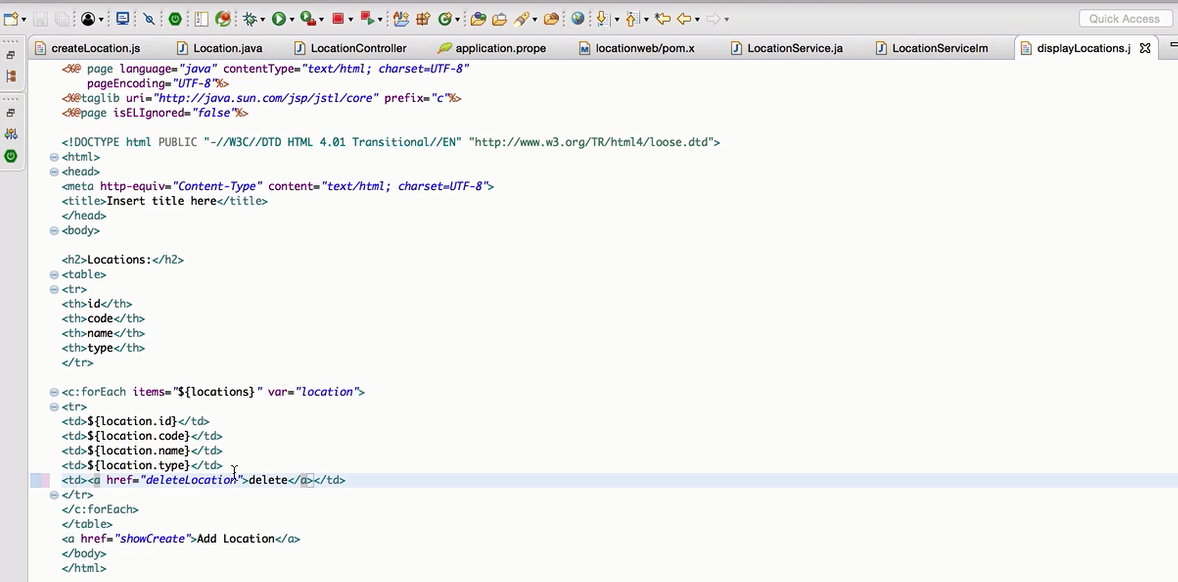 Quick Access
createLocation.js
Location.java
LocationController
application.prope
locationweb/pom.x
LocationService.ja
LocationServiceIm
displayLocations.j
<%@ page language="java" contentType="text/html; charset=UTF-8"
pageEncoding="UTF-8"%>
<%@taglib uri="http://java.sun.com/jsp/jstl/core" prefix="c"%>
<%@page isELIgnored="false"%>
<!DOCTYPE html PUBLIC "-//W3C//DTD HTML 4.01 Transitional//EN" "http://www.w3.org/TR/html4/loose.dtd">
<html>
<head>
<meta http-equiv="Content-Type" content="text/html; charset=UTF-8">
<title>Insert title here</title>
</head>
<body>
<h2>Locations:</h2>
<table>
<tr>
<th>id</th>
<th>code</th>
<th>name</th>
<th>type</th>
</tr>
<c:forEach items="${locations}" var="location">
<tr>
<td>${location.id}</td>
<td>${location.code}</td>
<td>${location.name}</td>
<td>${location.type}</td>
<td><a href="deleteLocation">delete</a></td>
</tr>
</c:forEach>
</table>
<a href="showCreate">Add Location</a>
</body>
</html>